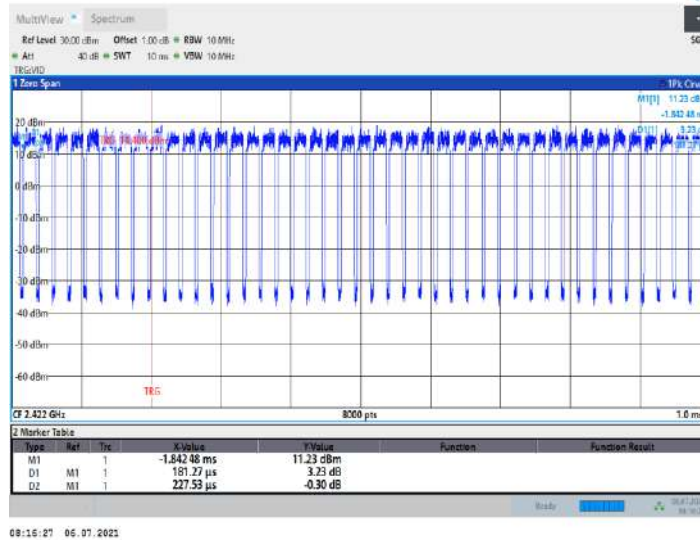 MultiView Spectrum
Ref Level 30.00 dBm Offset 1.00 dB RBW 10 MHz
Att 40 dB SWT 10 ms VBW 10 MHz
TRG:VID
1 Zero Span 1Pk Clrw
M1[1] 11.23 dB
-1.842 48 m
20 dBm
D1[1] 3.23
10 dBm
0 dBm
-10 dBm
-20 dBm
-30 dBm
-40 dBm
-50 dBm
-60 dBm
TRG
CF 2.422 GHz 8000 pts 1.0 m
2 Marker Table
Type Ref Trc X-Value Y-Value Function Function Result
M1 1 -1.842 48 ms 11.23 dBm
D1 M1 1 181.27 µs 3.23 dB
D2 M1 1 227.53 µs -0.30 dB
Ready
08:16:27 06.07.2021